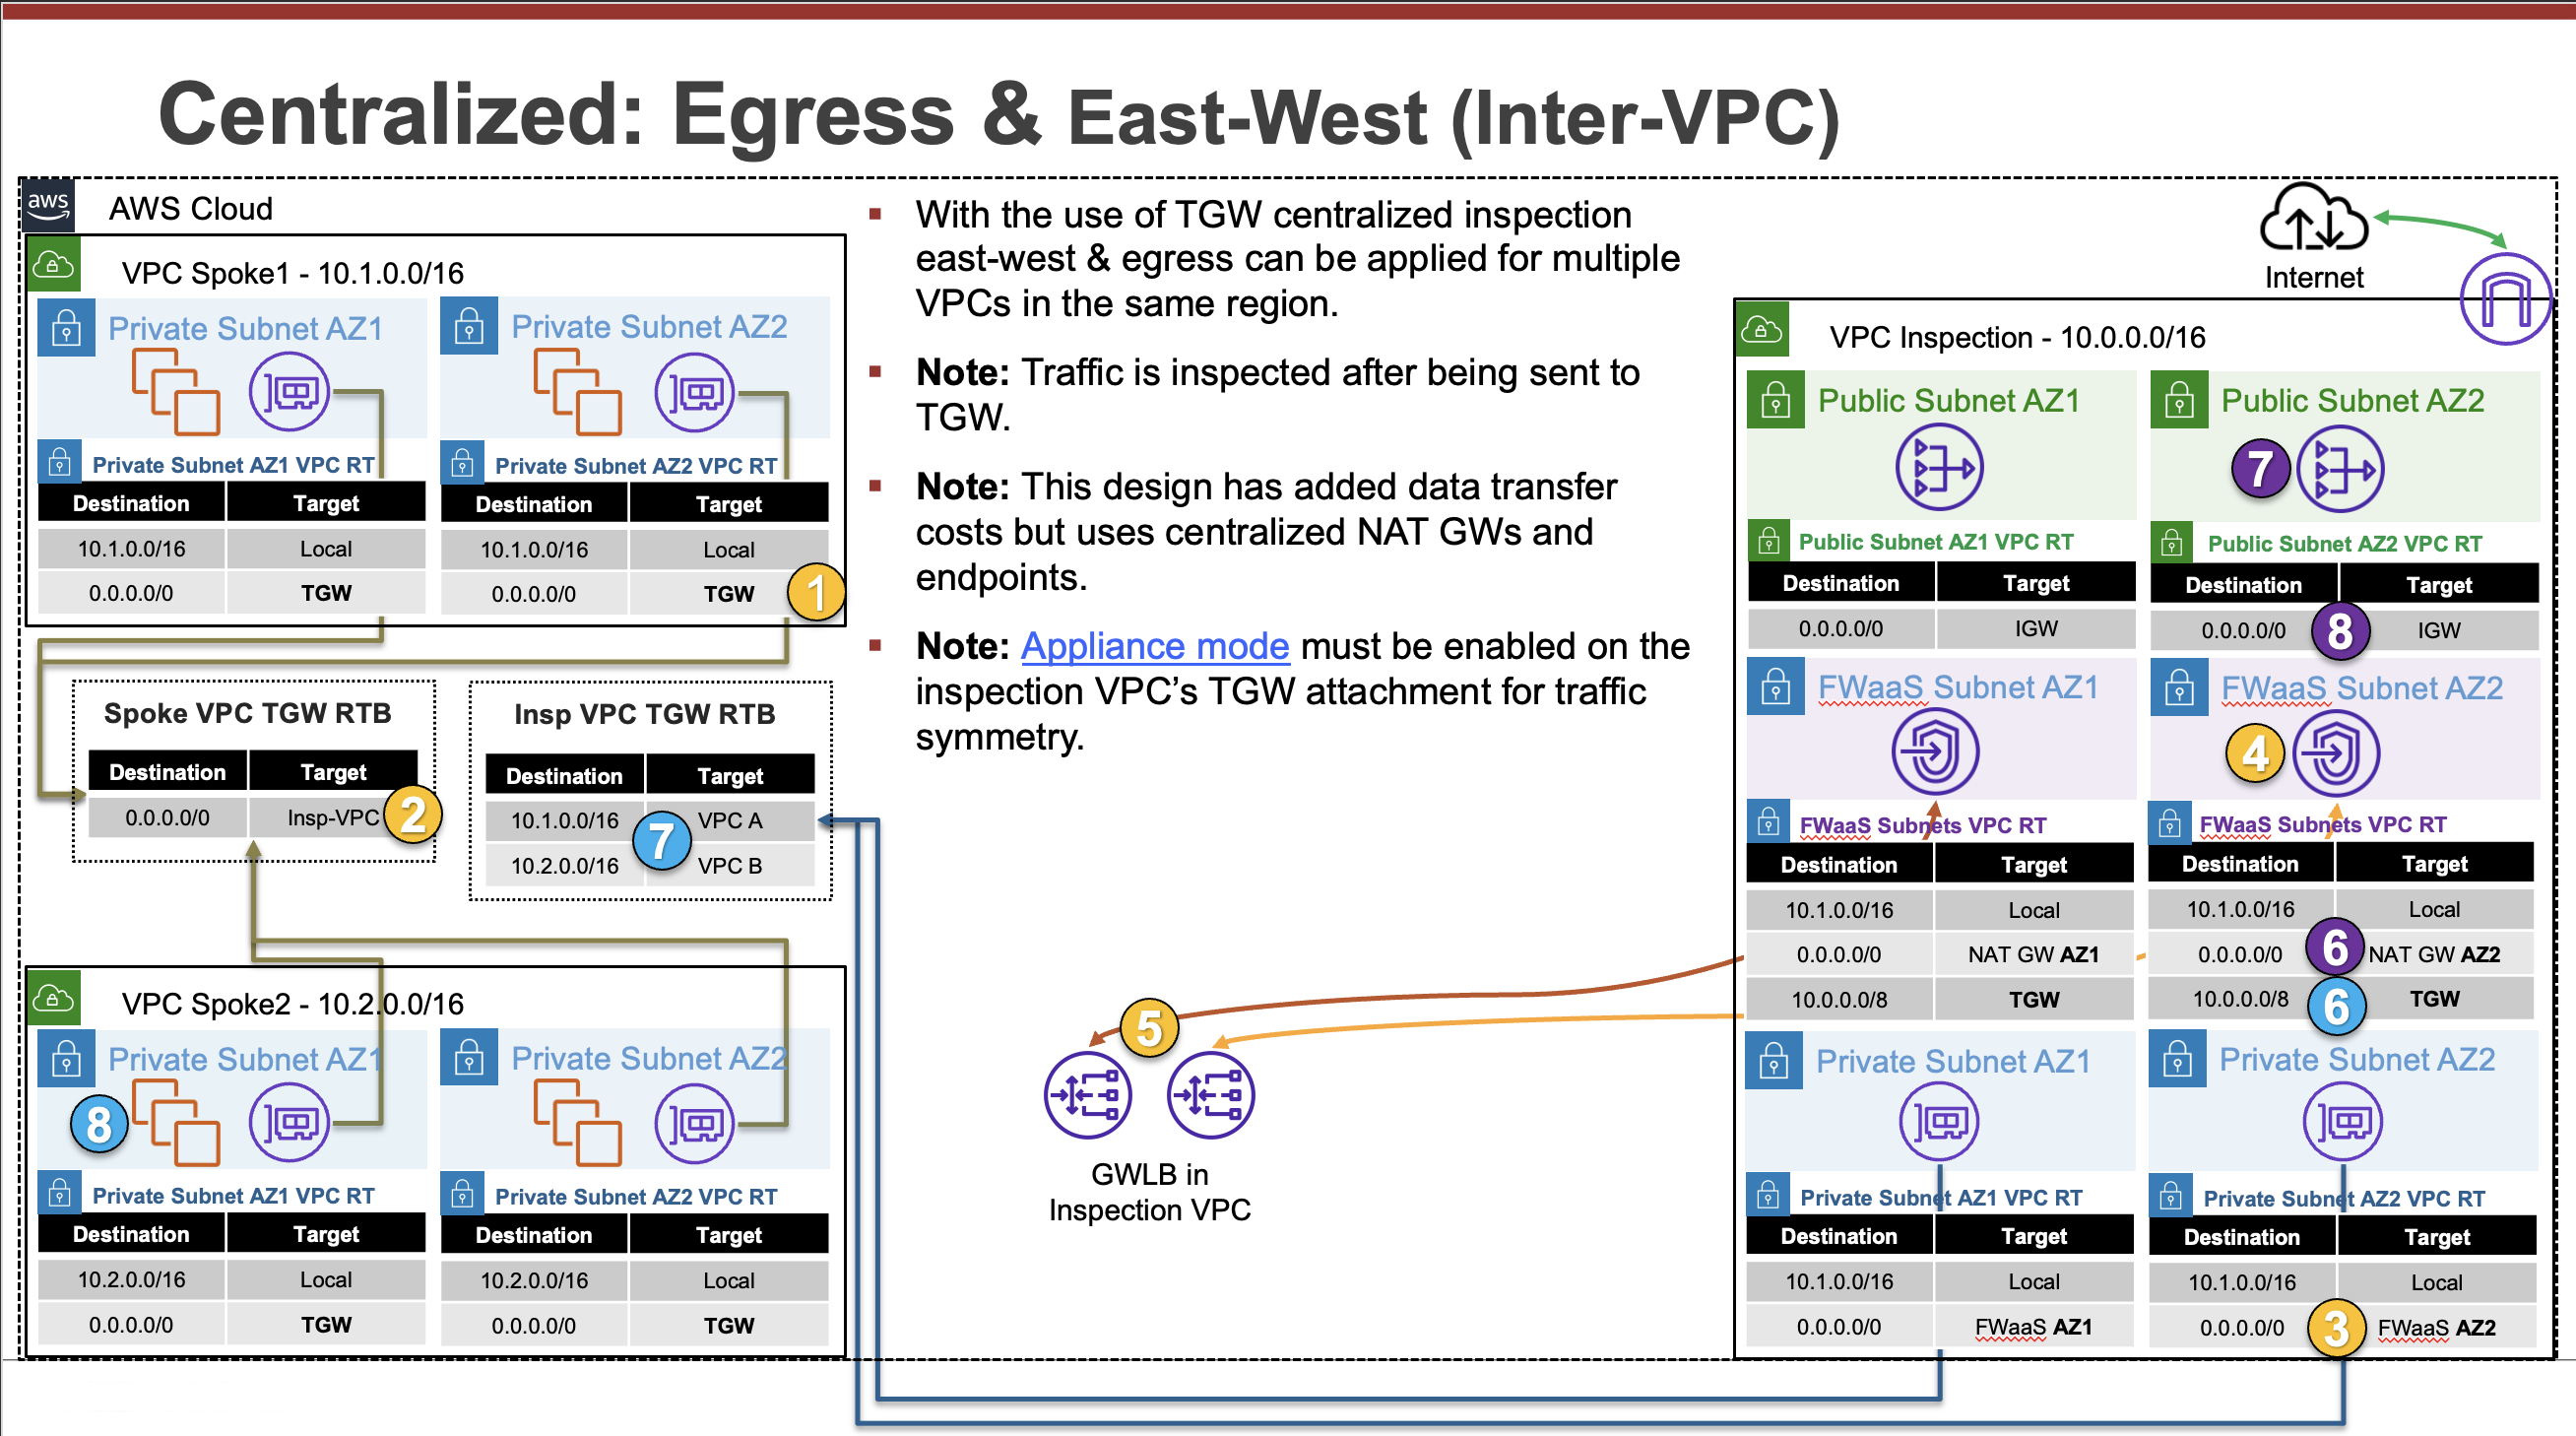 Centralized: Egress & East-West (Inter-VPC)
aws
AWS Cloud
VPC Spoke1 - 10.1.0.0/16
Private Subnet AZ1
Private Subnet AZ2
Private Subnet AZ1 VPC RT
Destination Target
10.1.0.0/16 Local
0.0.0.0/0 TGW
Private Subnet AZ2 VPC RT
Destination Target
10.1.0.0/16 Local
0.0.0.0/0 TGW
1
Spoke VPC TGW RTB
Destination Target
0.0.0.0/0 Insp-VPC
2
Insp VPC TGW RTB
Destination Target
10.1.0.0/16 VPC A
7
10.2.0.0/16 VPC B
VPC Spoke2 - 10.2.0.0/16
Private Subnet AZ1
8
Private Subnet AZ2
Private Subnet AZ1 VPC RT
Destination Target
10.2.0.0/16 Local
0.0.0.0/0 TGW
Private Subnet AZ2 VPC RT
Destination Target
10.2.0.0/16 Local
0.0.0.0/0 TGW
With the use of TGW centralized inspection
east-west & egress can be applied for multiple
VPCs in the same region.
Note: Traffic is inspected after being sent to
TGW.
Note: This design has added data transfer
costs but uses centralized NAT GWs and
endpoints.
Note: Appliance mode must be enabled on the
inspection VPC's TGW attachment for traffic
symmetry.
5
GWLB in
Inspection VPC
Internet
VPC Inspection - 10.0.0.0/16
Public Subnet AZ1
Public Subnet AZ2
7
Public Subnet AZ1 VPC RT
Destination Target
0.0.0.0/0 IGW
Public Subnet AZ2 VPC RT
Destination Target
0.0.0.0/0 8 IGW
FWaaS Subnet AZ1
FWaaS Subnet AZ2
4
FWaaS Subnets VPC RT
Destination Target
10.1.0.0/16 Local
0.0.0.0/0 NAT GW AZ1
10.0.0.0/8 TGW
FWaaS Subnets VPC RT
Destination Target
10.1.0.0/16 Local
0.0.0.0/0 6 NAT GW AZ2
10.0.0.0/8 6 TGW
Private Subnet AZ1
Private Subnet AZ2
Private Subnet AZ1 VPC RT
Destination Target
10.1.0.0/16 Local
0.0.0.0/0 FWaaS AZ1
Private Subnet AZ2 VPC RT
Destination Target
10.1.0.0/16 Local
0.0.0.0/0 3 FWaaS AZ2